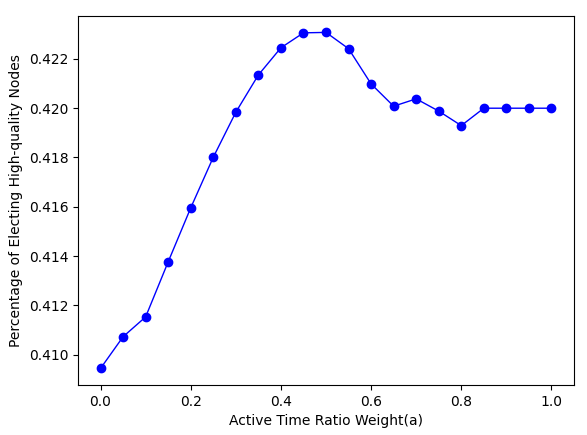 Percentage of Electing High-quality Nodes
0.422
0.420
0.418
0.416
0.414
0.412
0.410
0.0 0.2 0.4 0.6 0.8 1.0
Active Time Ratio Weight(a)